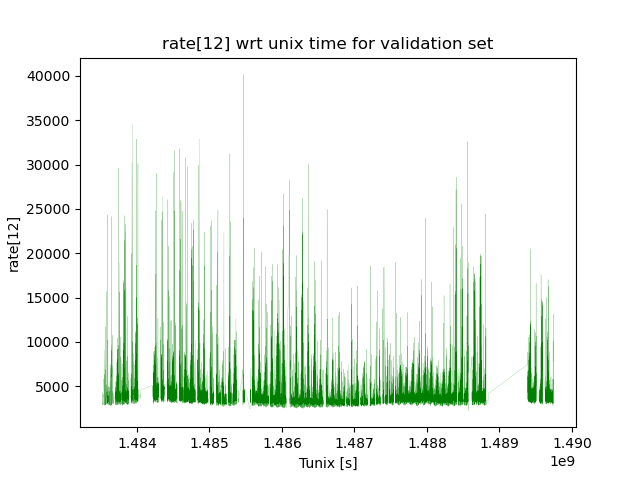 rate[12] wrt unix time for validation set
rate[12]
40000
35000
30000
25000
20000
15000
10000
5000
1.484 1.485 1.486 1.487 1.488 1.489 1.490
1e9
Tunix [s]